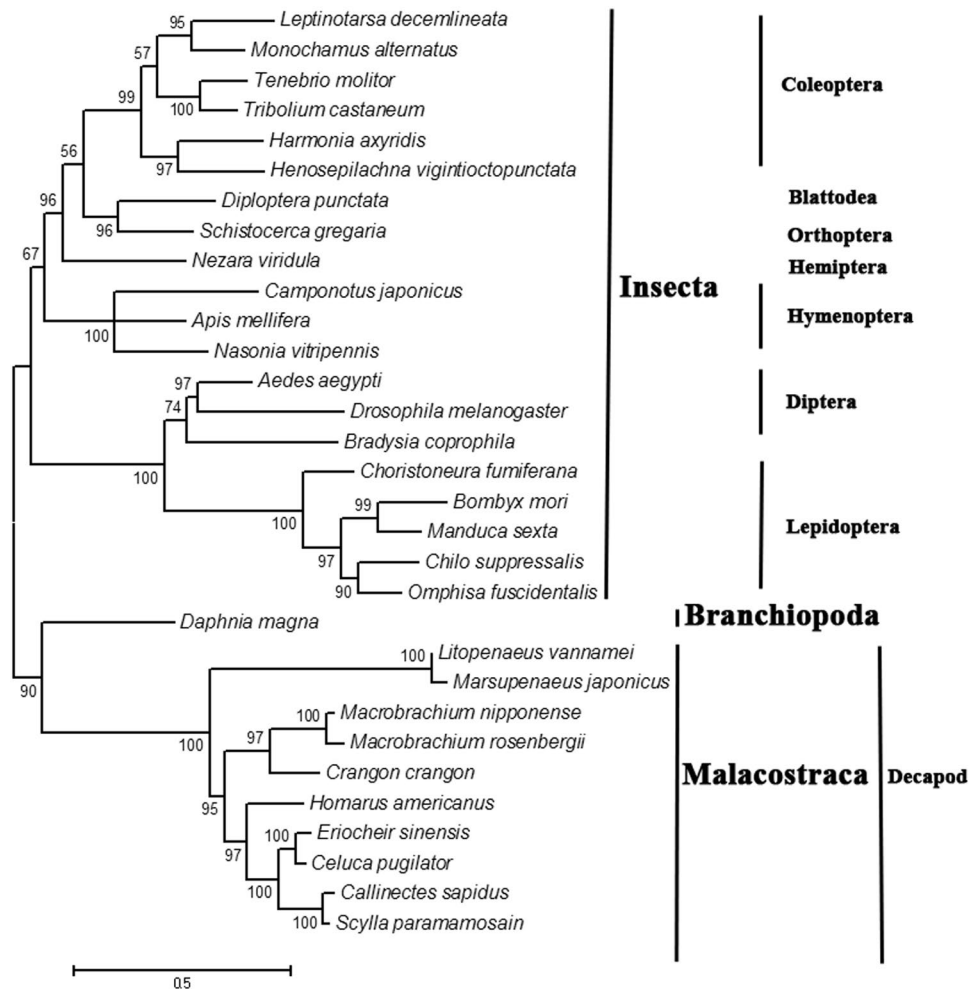 Leptinotarsa decemlineata
95
Monochamus alternatus
57
Tenebrio molitor
Coleoptera
99
100
Tribolium castaneum
Harmonia axyridis
56
97
Henosepilachna vigintioctopunctata
96
Diploptera punctata
Blattodea
96
Schistocerca gregaria
Orthoptera
67
Nezara viridula
Hemiptera
Insecta
Camponotus japonicus
Apis mellifera
Hymenoptera
100
Nasonia vitripennis
97
Aedes aegypti
74
Drosophila melanogaster
Diptera
Bradysia coprophila
100
Choristoneura fumiferana
99
Bombyx mori
100
Manduca sexta
Lepidoptera
97
Chilo suppressalis
90
Omphisa fuscidentalis
Daphnia magna
Branchiopoda
100
Litopenaeus vannamei
90
Marsupenaeus japonicus
100
100
Macrobrachium nipponense
97
Macrobrachium rosenbergii
Crangon crangon
Malacostraca
Decapod
95
Homarus americanus
100
Eriocheir sinensis
97
Celuca pugilator
100
Callinectes sapidus
100
Scylla paramamosain
0.5